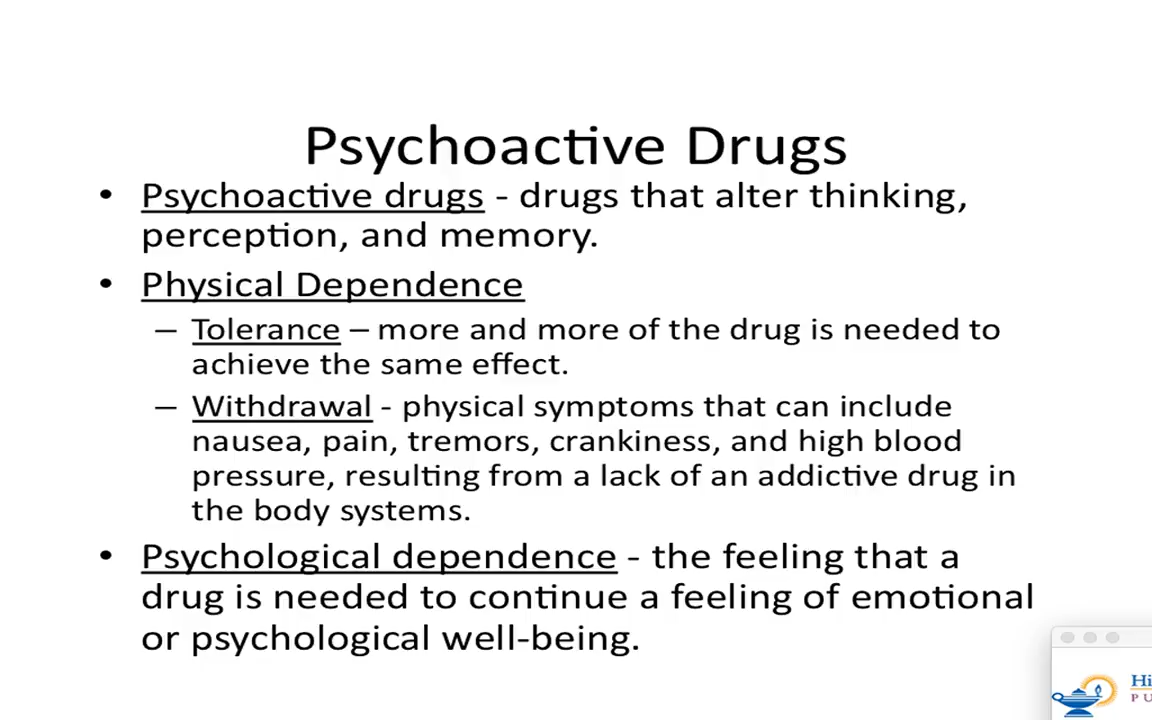 Psychoactive Drugs
• Psychoactive drugs - drugs that alter thinking,
perception, and memory.
• Physical Dependence
– Tolerance – more and more of the drug is needed to
achieve the same effect.
– Withdrawal - physical symptoms that can include
nausea, pain, tremors, crankiness, and high blood
pressure, resulting from a lack of an addictive drug in
the body systems.
• Psychological dependence - the feeling that a
drug is needed to continue a feeling of emotional
or psychological well-being.
Hi
PU